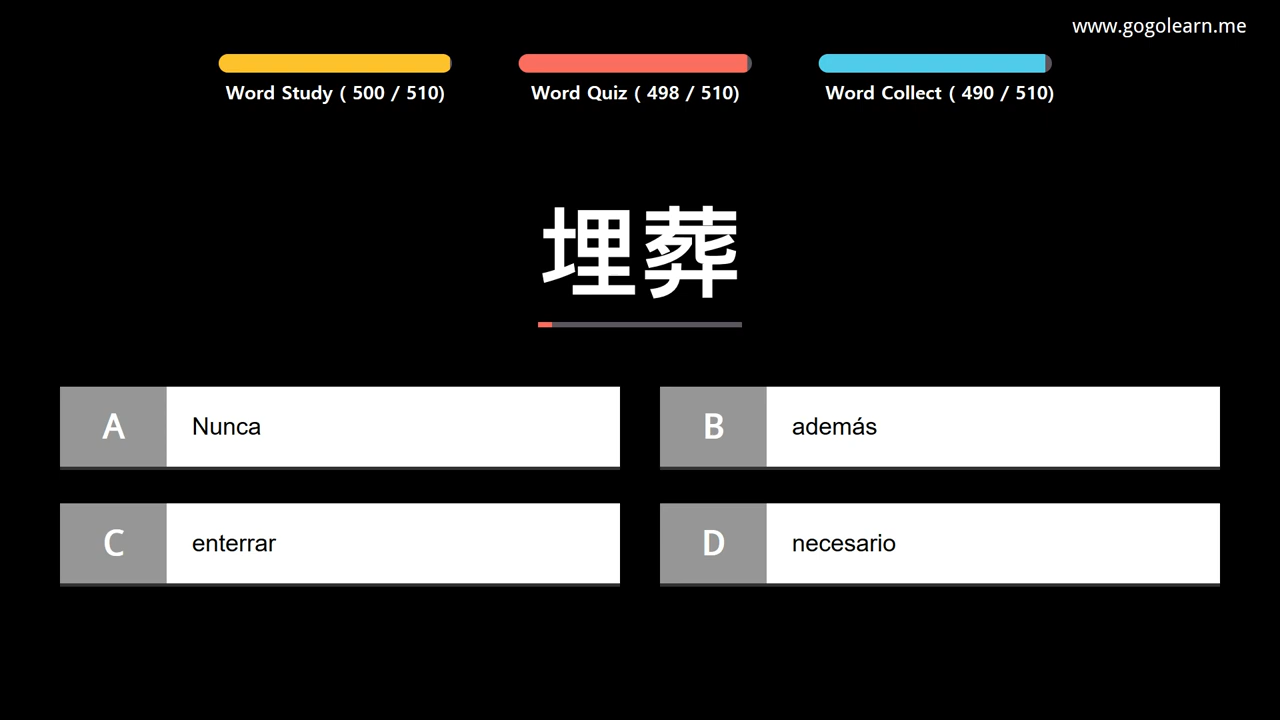 www.gogolearn.me
Word Study ( 500 / 510)
Word Quiz ( 498 / 510)
Word Collect ( 490 / 510)
埋葬
A Nunca
B además
C enterrar
D necesario